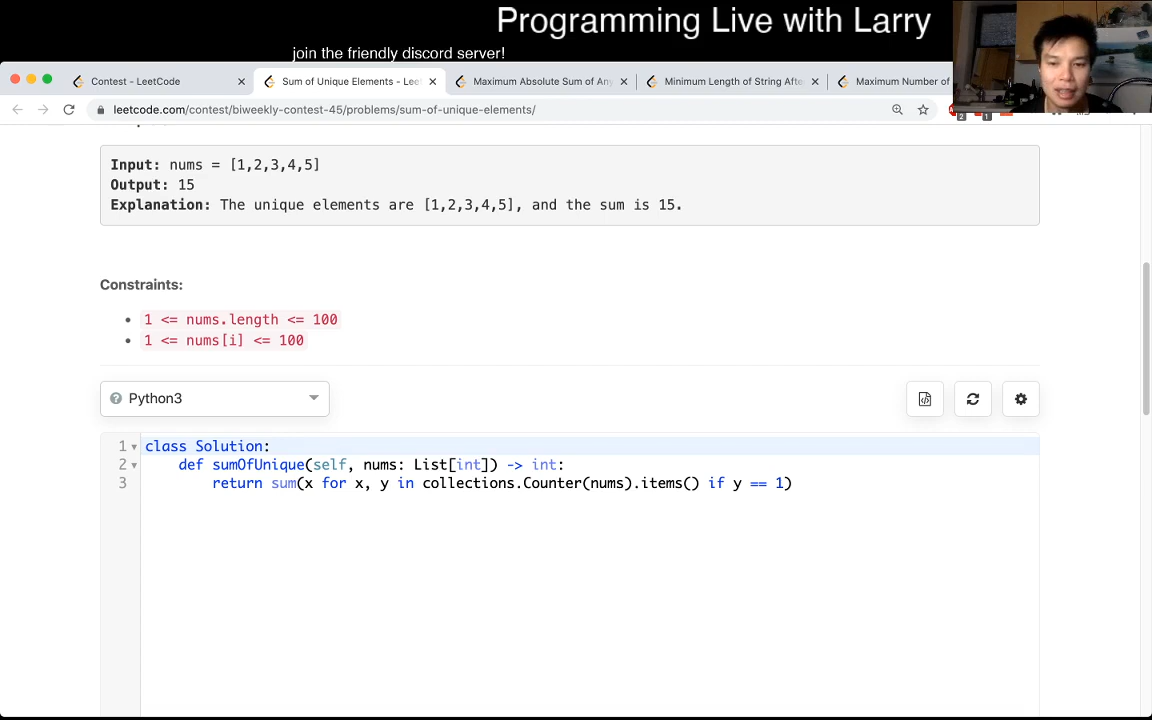 Programming Live with Larry
join the friendly discord server!
Contest - LeetCode
Sum of Unique Elements - Leet
Maximum Absolute Sum of Any
Minimum Length of String Afte
Maximum Number of
leetcode.com/contest/biweekly-contest-45/problems/sum-of-unique-elements/
2
1
Input: nums = [1,2,3,4,5]
Output: 15
Explanation: The unique elements are [1,2,3,4,5], and the sum is 15.
Constraints:
1 <= nums.length <= 100
1 <= nums[i] <= 100
Python3
1 class Solution:
2 def sumOfUnique(self, nums: List[int]) -> int:
3 return sum(x for x, y in collections.Counter(nums).items() if y == 1)